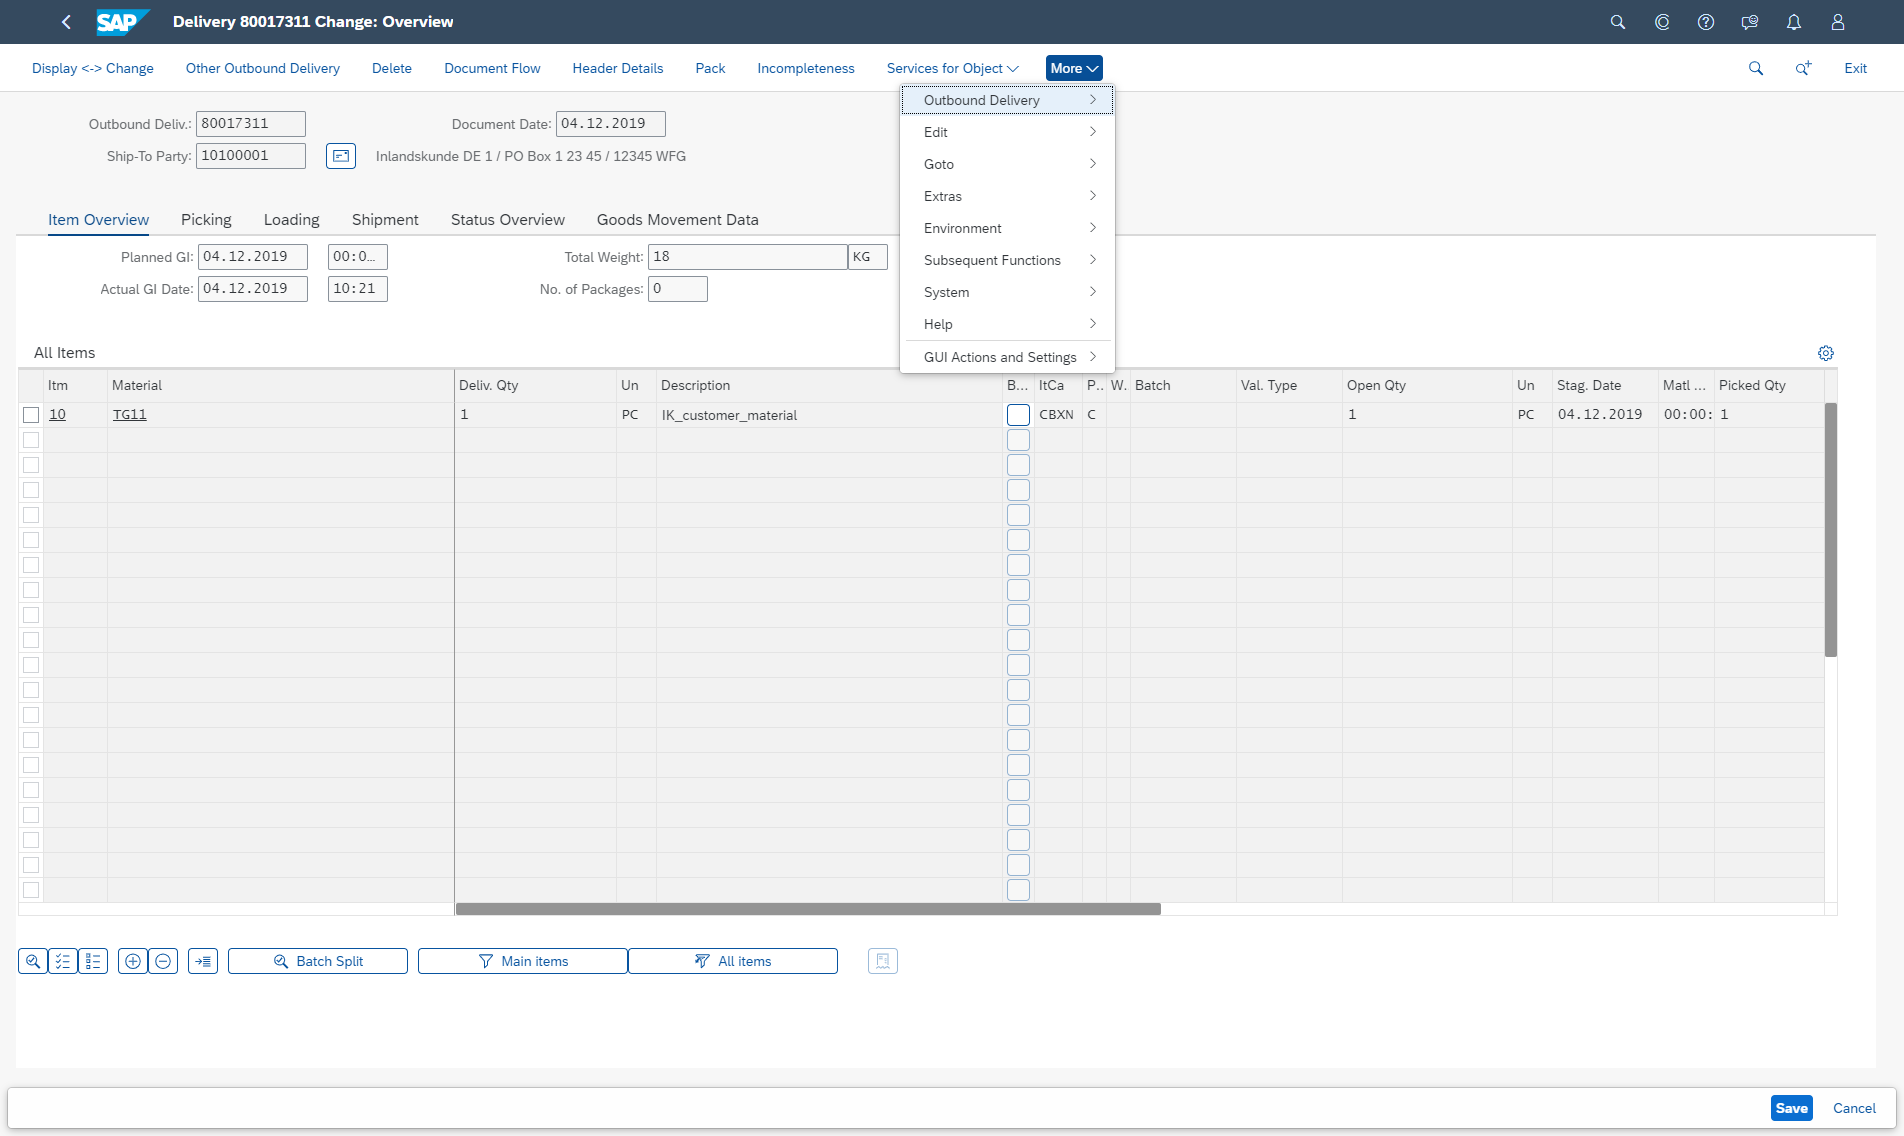 SAP Delivery 80017311 Change: Overview
Display <-> Change Other Outbound Delivery Delete Document Flow Header Details Pack Incompleteness Services for Object More Exit
Outbound Deliv.: 80017311 Document Date: 04.12.2019
Ship-To Party: 10100001 Inlandskunde DE 1 / PO Box 1 23 45 / 12345 WFG
Outbound Delivery
Edit
Goto
Extras
Environment
Subsequent Functions
System
Help
GUI Actions and Settings
Item Overview Picking Loading Shipment Status Overview Goods Movement Data
Planned GI: 04.12.2019 00:0... Total Weight: 18 KG
Actual GI Date: 04.12.2019 10:21 No. of Packages: 0
All Items
Itm Material Deliv. Qty Un Description B... ItCa P.. W. Batch Val. Type Open Qty Un Stag. Date Matl ... Picked Qty
10 TG11 1 PC IK_customer_material CBXN C 1 PC 04.12.2019 00:00: 1
Batch Split Main items All items
Save Cancel